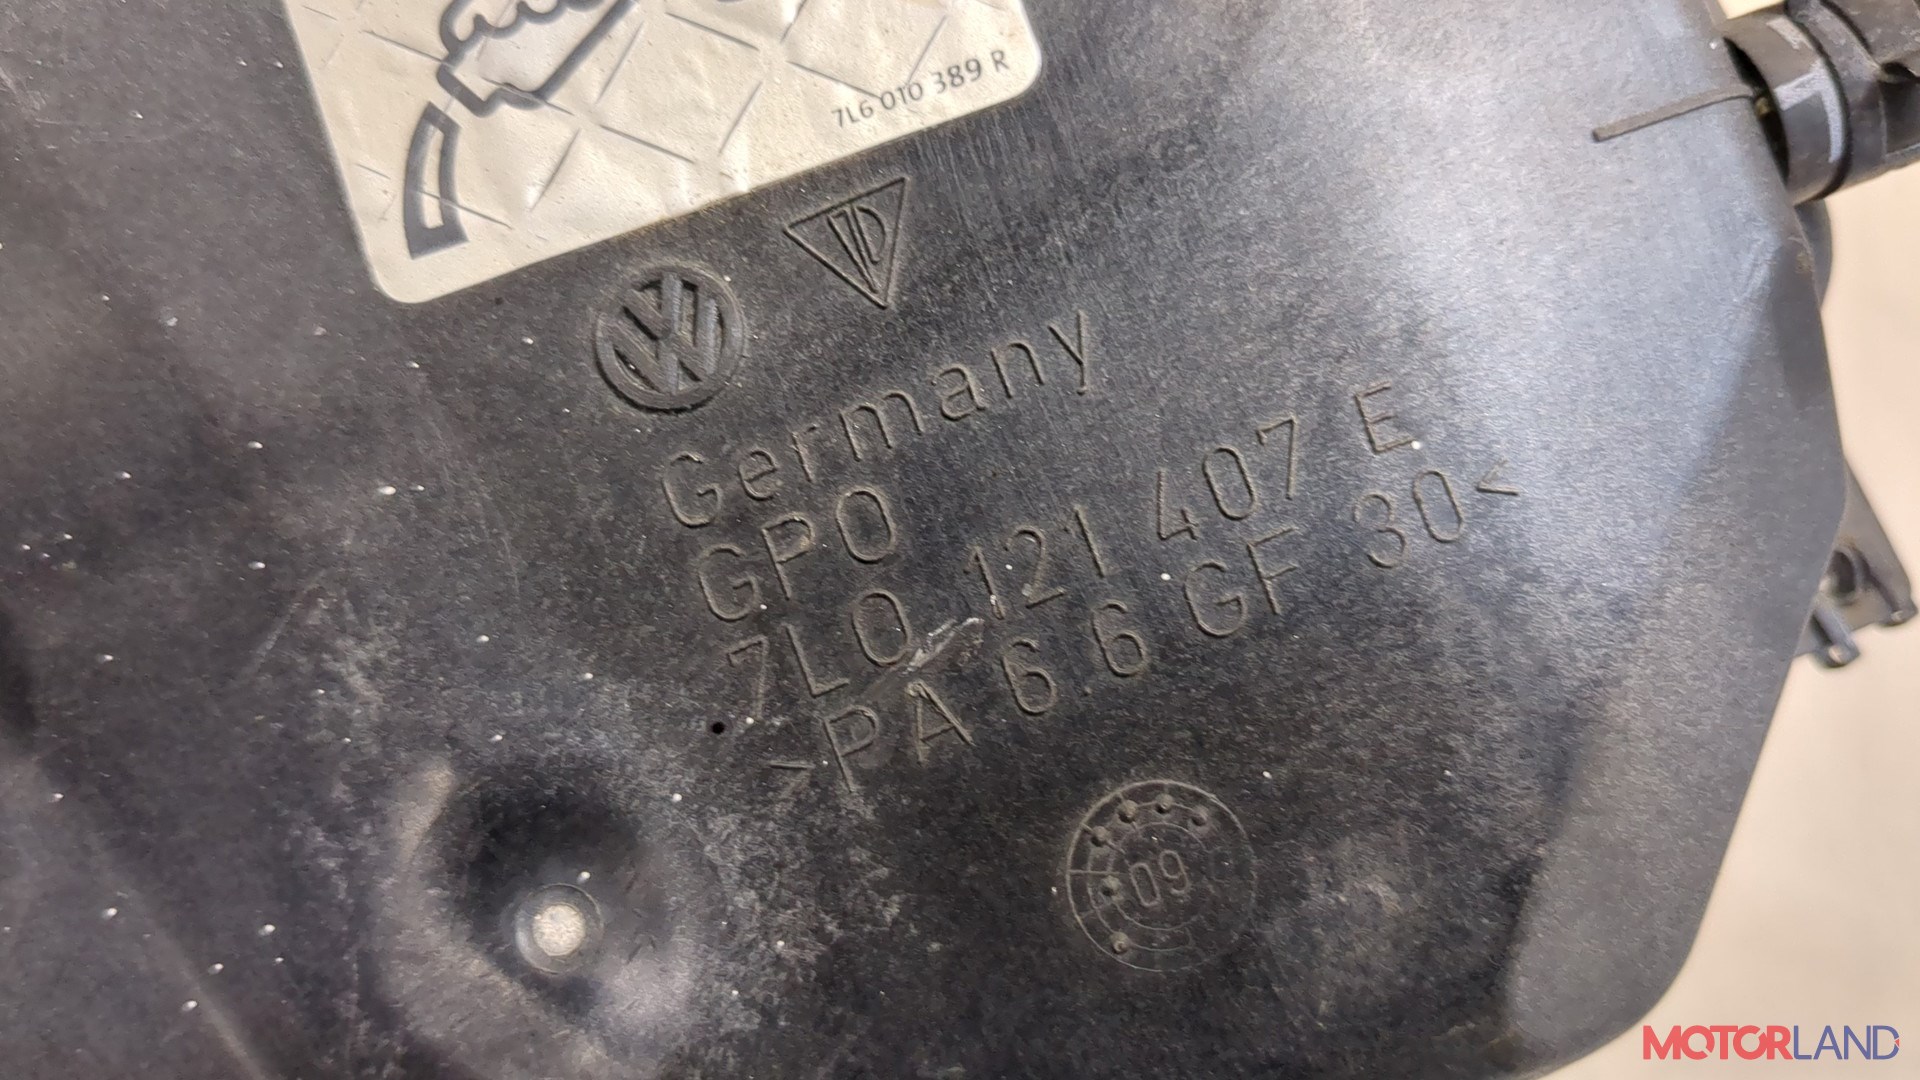 7L6 010 389 R
Germany
GPO
7L0 121 407 E
>PA 6 6 GF 30<
09
MOTORLAND